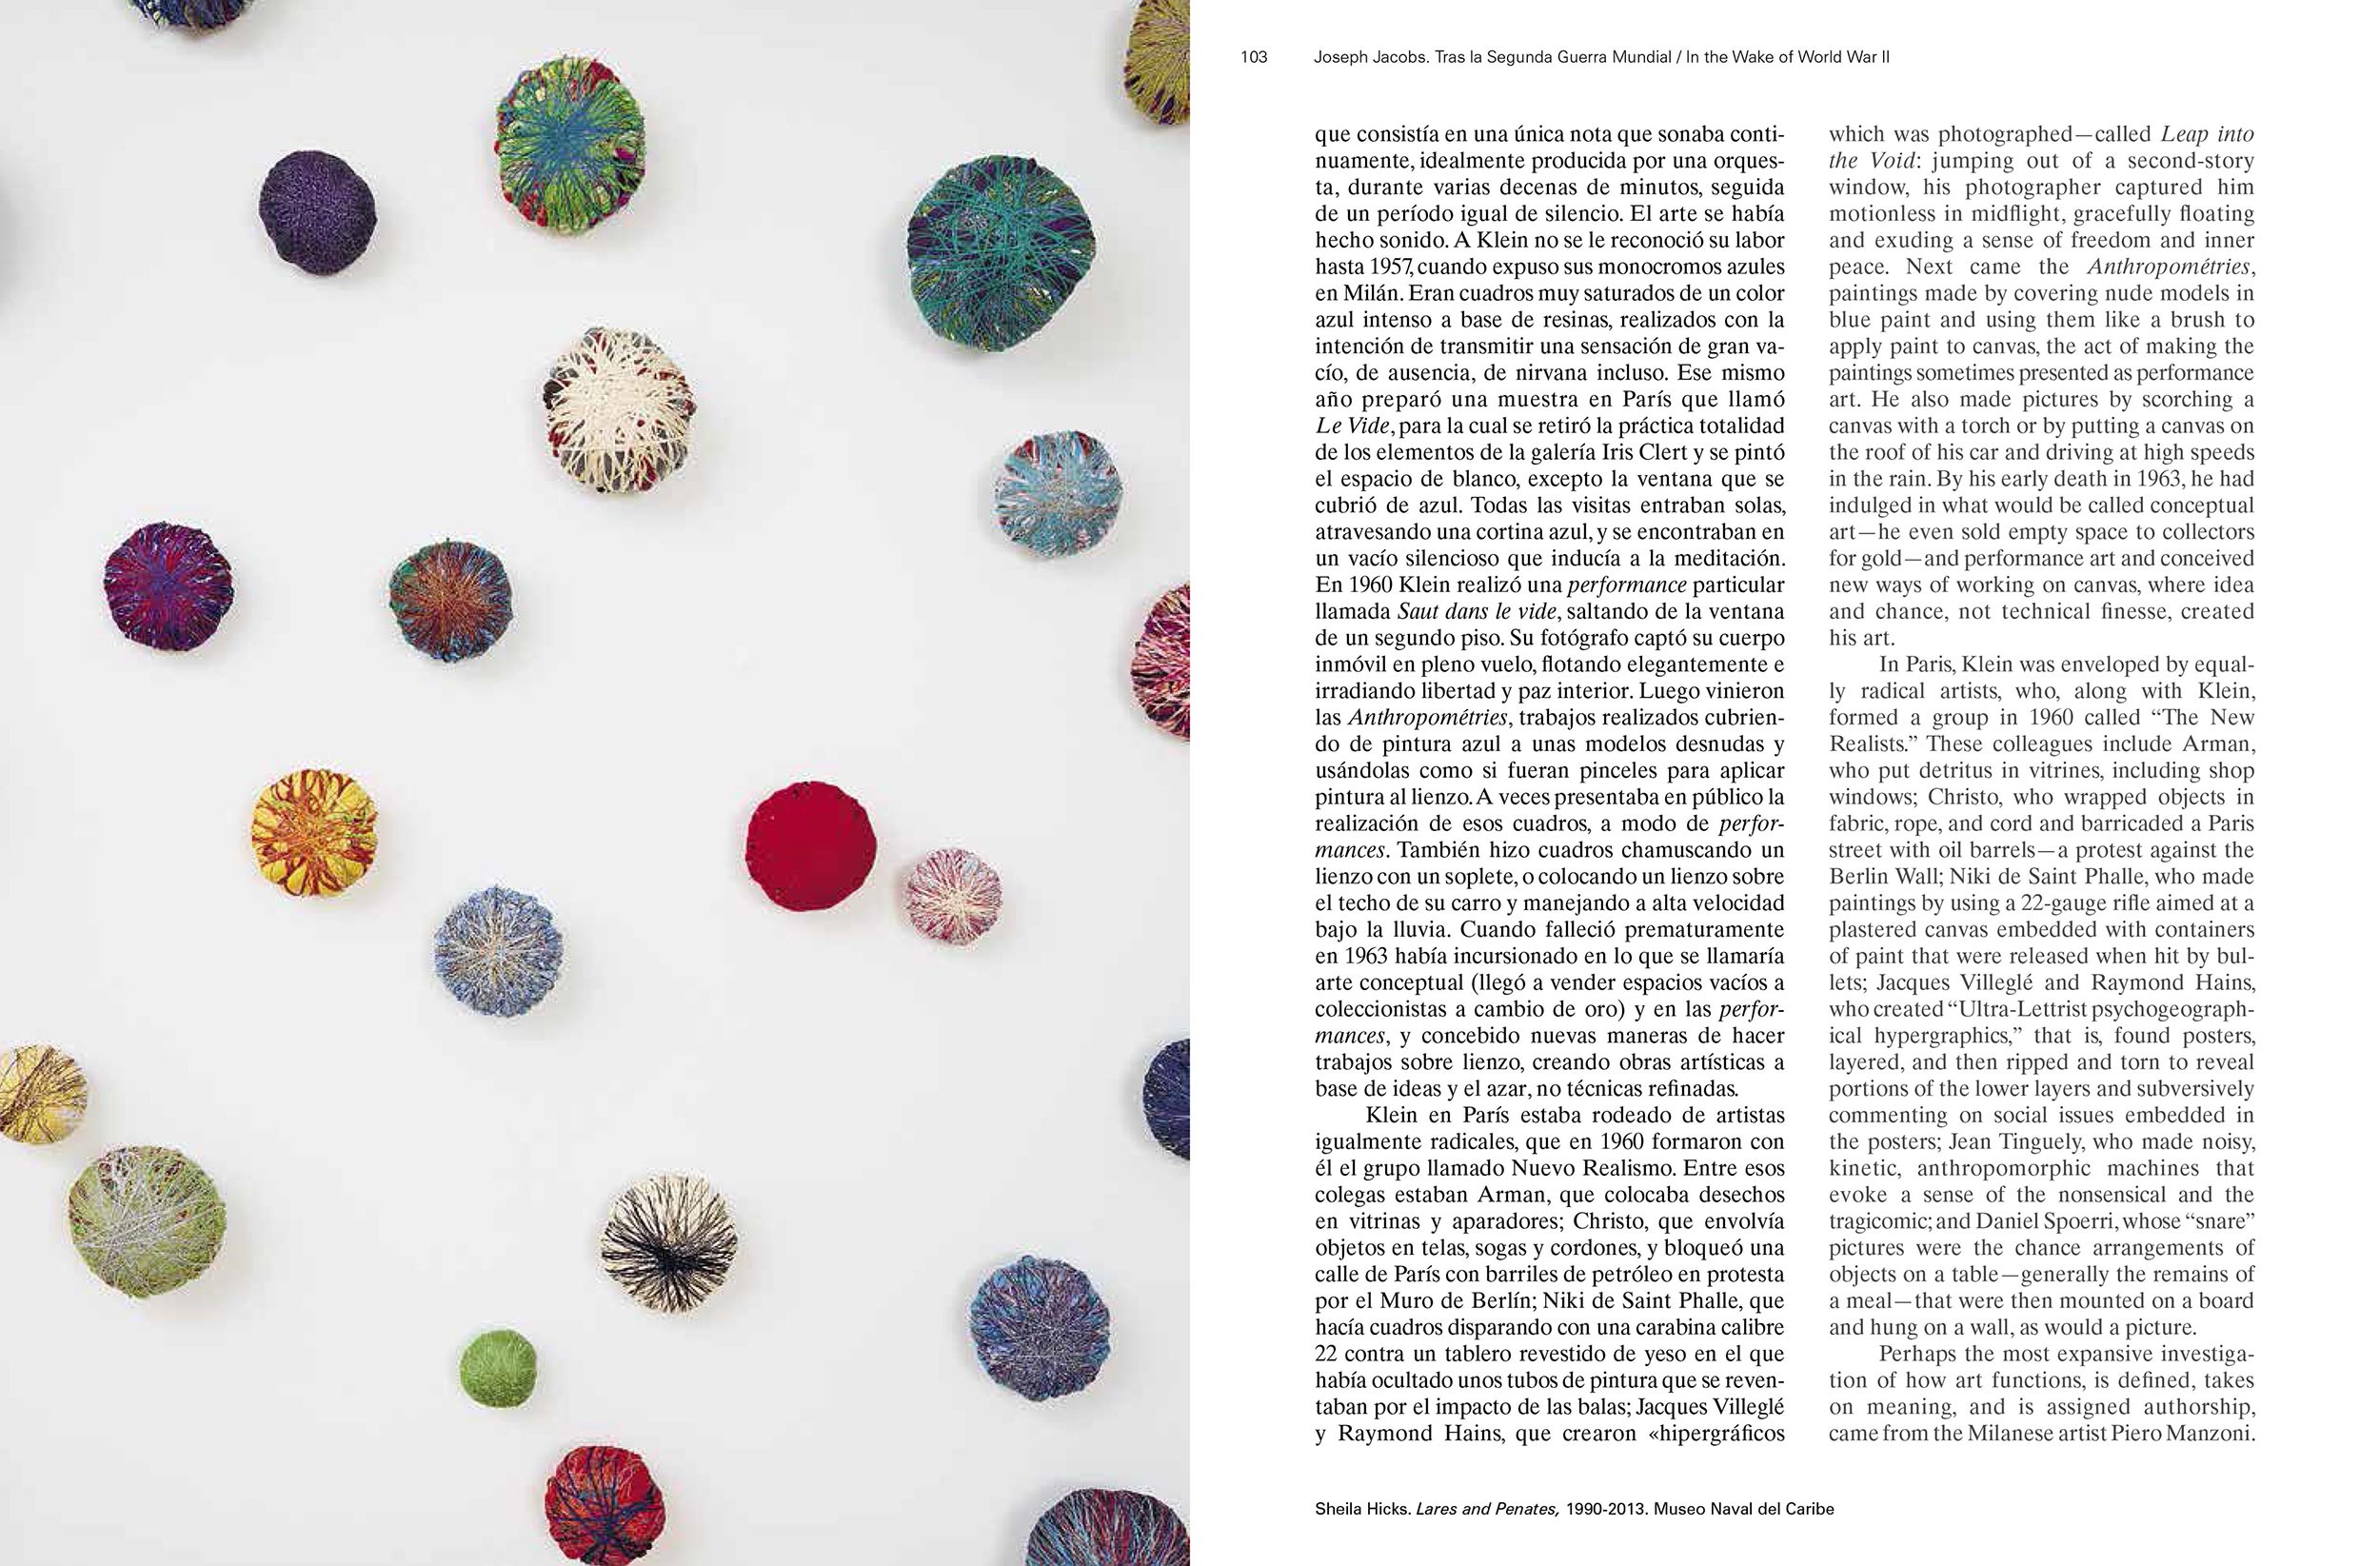 103
Joseph Jacobs. Tras la Segunda Guerra Mundial / In the Wake of World War II
que consistía en una única nota que sonaba conti-
nuamente, idealmente producida por una orques-
ta, durante varias decenas de minutos, seguida
de un período igual de silencio. El arte se había
hecho sonido. A Klein no se le reconoció su labor
hasta 1957, cuando expuso sus monocromos azules
en Milán. Eran cuadros muy saturados de un color
azul intenso a base de resinas, realizados con la
intención de transmitir una sensación de gran va-
cío, de ausencia, de nirvana incluso. Ese mismo
año preparó una muestra en París que llamó
Le Vide, para la cual se retiró la práctica totalidad
de los elementos de la galería Iris Clert y se pintó
el espacio de blanco, excepto la ventana que se
cubrió de azul. Todas las visitas entraban solas,
atravesando una cortina azul, y se encontraban en
un vacío silencioso que inducía a la meditación.
En 1960 Klein realizó una performance particular
llamada Saut dans le vide, saltando de la ventana
de un segundo piso. Su fotógrafo captó su cuerpo
inmóvil en pleno vuelo, flotando elegantemente e
irradiando libertad y paz interior. Luego vinieron
las Anthropométries, trabajos realizados cubrien-
do de pintura azul a unas modelos desnudas y
usándolas como si fueran pinceles para aplicar
pintura al lienzo. A veces presentaba en público la
realización de esos cuadros, a modo de perfor-
mances. También hizo cuadros chamuscando un
lienzo con un soplete, o colocando un lienzo sobre
el techo de su carro y manejando a alta velocidad
bajo la lluvia. Cuando falleció prematuramente
en 1963 había incursionado en lo que se llamaría
arte conceptual (llegó a vender espacios vacíos a
coleccionistas a cambio de oro) y en las perfor-
mances, y concebido nuevas maneras de hacer
trabajos sobre lienzo, creando obras artísticas a
base de ideas y el azar, no técnicas refinadas.
Klein en París estaba rodeado de artistas
igualmente radicales, que en 1960 formaron con
él el grupo llamado Nuevo Realismo. Entre esos
colegas estaban Arman, que colocaba desechos
en vitrinas y aparadores; Christo, que envolvía
objetos en telas, sogas y cordones, y bloqueó una
calle de París con barriles de petróleo en protesta
por el Muro de Berlín; Niki de Saint Phalle, que
hacía cuadros disparando con una carabina calibre
22 contra un tablero revestido de yeso en el que
había ocultado unos tubos de pintura que se reven-
taban por el impacto de las balas; Jacques Villeglé
y Raymond Hains, que crearon «hipergráficos
which was photographed—called Leap into
the Void: jumping out of a second-story
window, his photographer captured him
motionless in midflight, gracefully floating
and exuding a sense of freedom and inner
peace. Next came the Anthropométries,
paintings made by covering nude models in
blue paint and using them like a brush to
apply paint to canvas, the act of making the
paintings sometimes presented as performance
art. He also made pictures by scorching a
canvas with a torch or by putting a canvas on
the roof of his car and driving at high speeds
in the rain. By his early death in 1963, he had
indulged in what would be called conceptual
art—he even sold empty space to collectors
for gold—and performance art and conceived
new ways of working on canvas, where idea
and chance, not technical finesse, created
his art.
In Paris, Klein was enveloped by equal-
ly radical artists, who, along with Klein,
formed a group in 1960 called “The New
Realists.” These colleagues include Arman,
who put detritus in vitrines, including shop
windows; Christo, who wrapped objects in
fabric, rope, and cord and barricaded a Paris
street with oil barrels—a protest against the
Berlin Wall; Niki de Saint Phalle, who made
paintings by using a 22-gauge rifle aimed at a
plastered canvas embedded with containers
of paint that were released when hit by bul-
lets; Jacques Villeglé and Raymond Hains,
who created “Ultra-Lettrist psychogeograph-
ical hypergraphics,” that is, found posters,
layered, and then ripped and torn to reveal
portions of the lower layers and subversively
commenting on social issues embedded in
the posters; Jean Tinguely, who made noisy,
kinetic, anthropomorphic machines that
evoke a sense of the nonsensical and the
tragicomic; and Daniel Spoerri, whose “snare”
pictures were the chance arrangements of
objects on a table—generally the remains of
a meal—that were then mounted on a board
and hung on a wall, as would a picture.
Perhaps the most expansive investiga-
tion of how art functions, is defined, takes
on meaning, and is assigned authorship,
came from the Milanese artist Piero Manzoni.
Sheila Hicks. Lares and Penates, 1990-2013. Museo Naval del Caribe